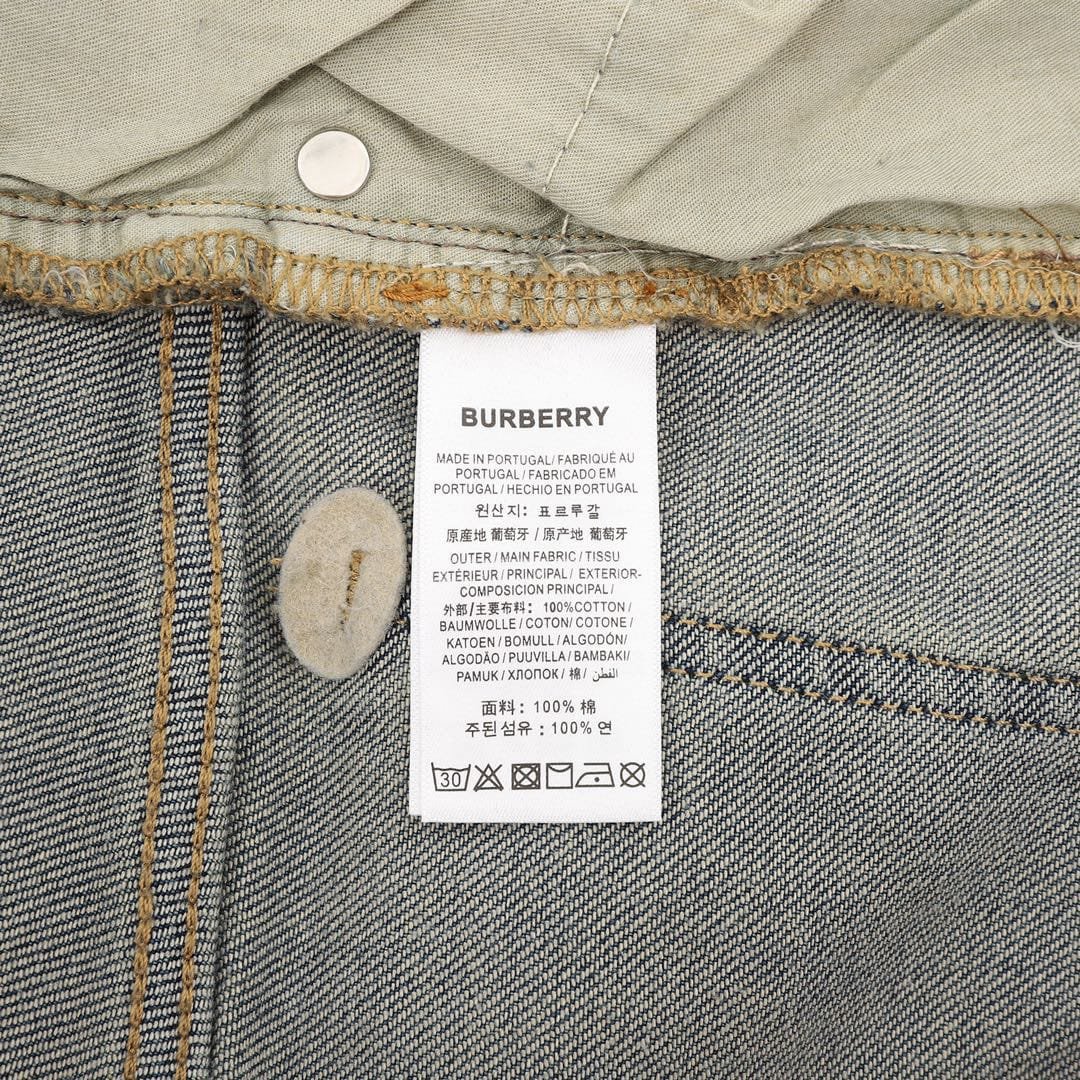 BURBERRY
MADE IN PORTUGAL/ FABRIQUÉ AU
PORTUGAL / FABRICADO EM
PORTUGAL / HECHO EN PORTUGAL
원산지: 포르투갈
原産地 葡萄牙 / 原产地 葡萄牙
OUTER / MAIN FABRIC / TISSU
EXTÉRIEUR / PRINCIPAL / EXTERIOR-
COMPOSICION PRINCIPAL /
外部/主要布料: 100%COTTON /
BAUMWOLLE / COTON/ COTONE /
KATOEN / BOMULL / ALGODÓN/
ALGODÃO / PUUVILLA / BAMBAKI/
PAMUK / ХЛОПОК / 棉/ القطن
面料: 100% 棉
주된섬유 : 100% 연
30